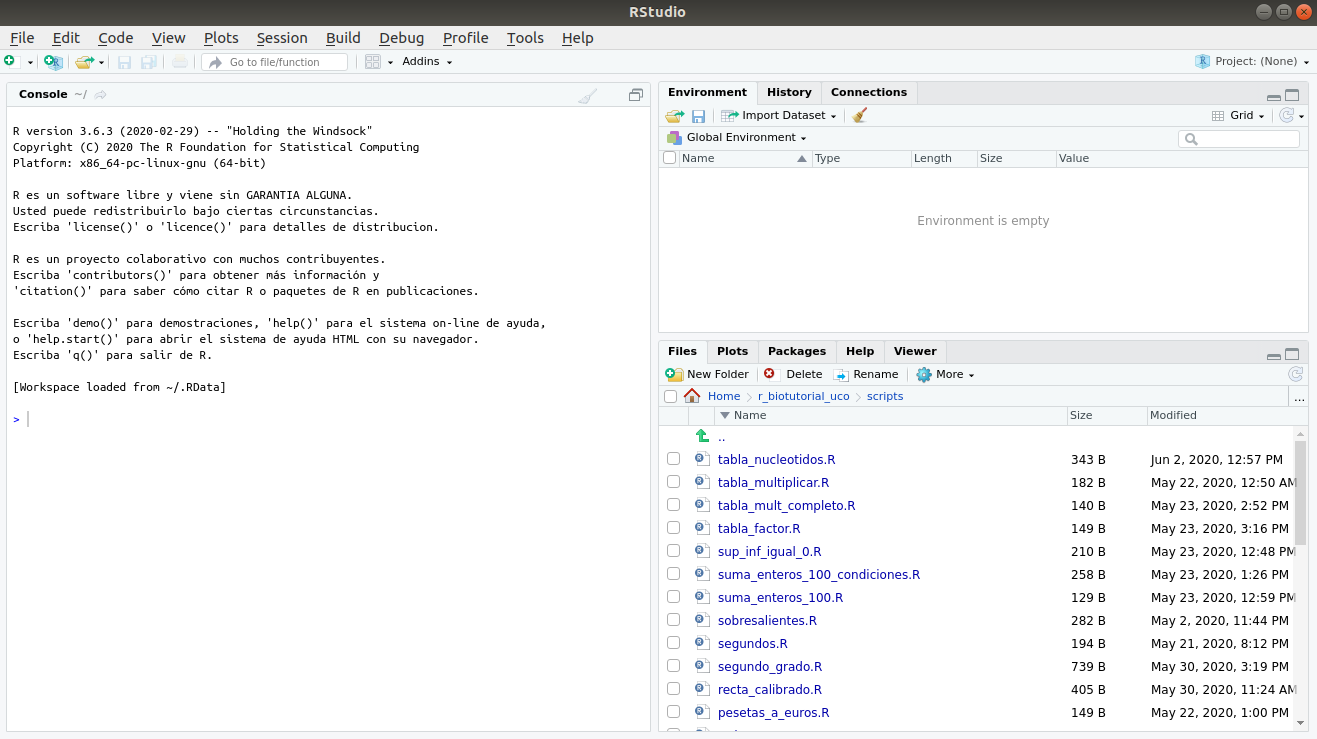 RStudio
File Edit Code View Plots Session Build Debug Profile Tools Help
Go to file/function Addins Project: (None)
Console ~/
R version 3.6.3 (2020-02-29) -- "Holding the Windsock"
Copyright (C) 2020 The R Foundation for Statistical Computing
Platform: x86_64-pc-linux-gnu (64-bit)
R es un software libre y viene sin GARANTIA ALGUNA.
Usted puede redistribuirlo bajo ciertas circunstancias.
Escriba 'license()' o 'licence()' para detalles de distribucion.
R es un proyecto colaborativo con muchos contribuyentes.
Escriba 'contributors()' para obtener más información y
'citation()' para saber cómo citar R o paquetes de R en publicaciones.
Escriba 'demo()' para demostraciones, 'help()' para el sistema on-line de ayuda,
o 'help.start()' para abrir el sistema de ayuda HTML con su navegador.
Escriba 'q()' para salir de R.
[Workspace loaded from ~/.RData]
>
Environment History Connections
Import Dataset Grid
Global Environment
Name Type Length Size Value
Environment is empty
Files Plots Packages Help Viewer
New Folder Delete Rename More
Home r_biotutorial_uco scripts ...
Name Size Modified
..
tabla_nucleotidos.R 343 B Jun 2, 2020, 12:57 PM
tabla_multiplicar.R 182 B May 22, 2020, 12:50 AM
tabla_mult_completo.R 140 B May 23, 2020, 2:52 PM
tabla_factor.R 149 B May 23, 2020, 3:16 PM
sup_inf_igual_0.R 210 B May 23, 2020, 12:48 PM
suma_enteros_100_condiciones.R 258 B May 23, 2020, 1:26 PM
suma_enteros_100.R 129 B May 23, 2020, 12:59 PM
sobresalientes.R 282 B May 2, 2020, 11:44 PM
segundos.R 194 B May 21, 2020, 8:12 PM
segundo_grado.R 739 B May 30, 2020, 3:19 PM
recta_calibrado.R 405 B May 30, 2020, 11:24 AM
pesetas_a_euros.R 149 B May 22, 2020, 1:00 PM